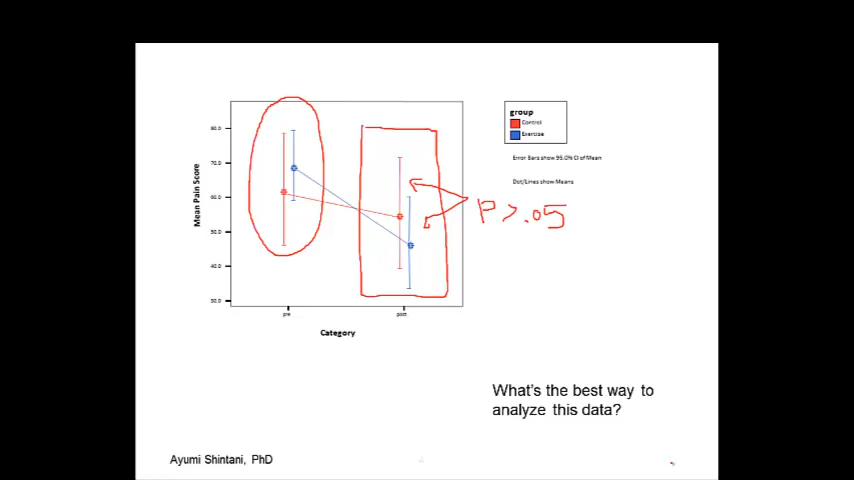 group
Control
Exercise
80.0
70.0
60.0
50.0
40.0
30.0
Mean Pain Score
Error Bars show 95.0% CI of Mean
Dot/Lines show Means
P > .05
pre
post
Category
What's the best way to
analyze this data?
Ayumi Shintani, PhD